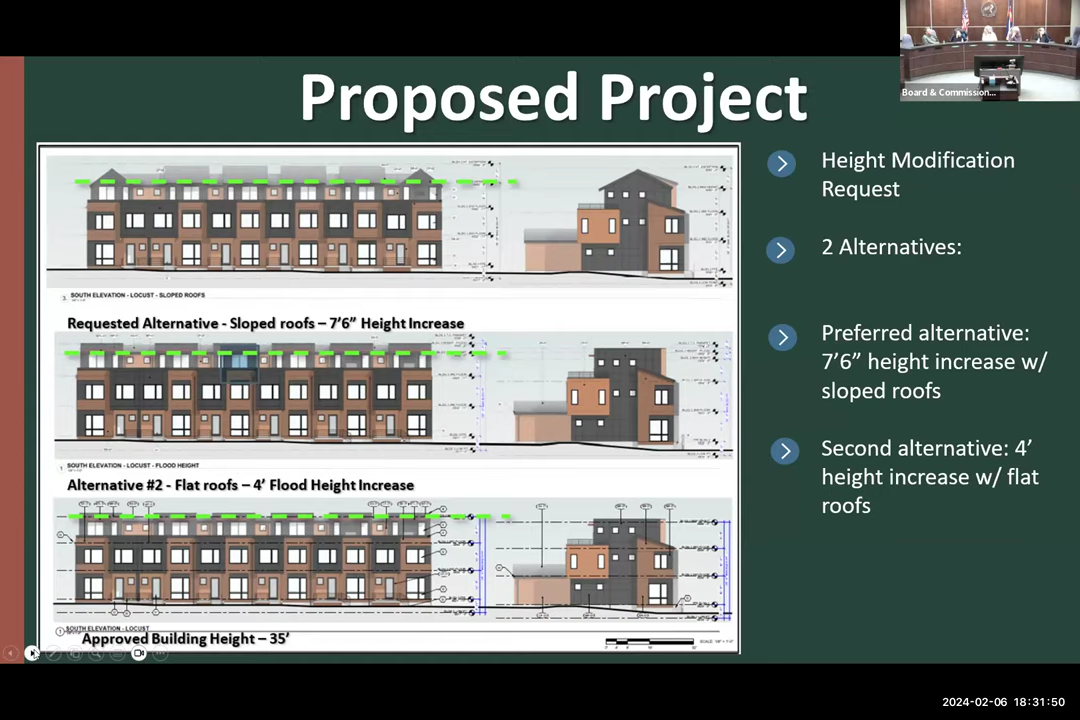 Proposed Project
Board & Commission...
SOUTH ELEVATION - LOCUST - SLOPED ROOFS
Requested Alternative - Sloped roofs – 7’6” Height Increase
SOUTH ELEVATION - LOCUST - FLOOD HEIGHT
Alternative #2 - Flat roofs – 4’ Flood Height Increase
SOUTH ELEVATION - LOCUST
Approved Building Height – 35’
Height Modification
Request
2 Alternatives:
Preferred alternative:
7’6” height increase w/
sloped roofs
Second alternative: 4’
height increase w/ flat
roofs
2024-02-06 18:31:50